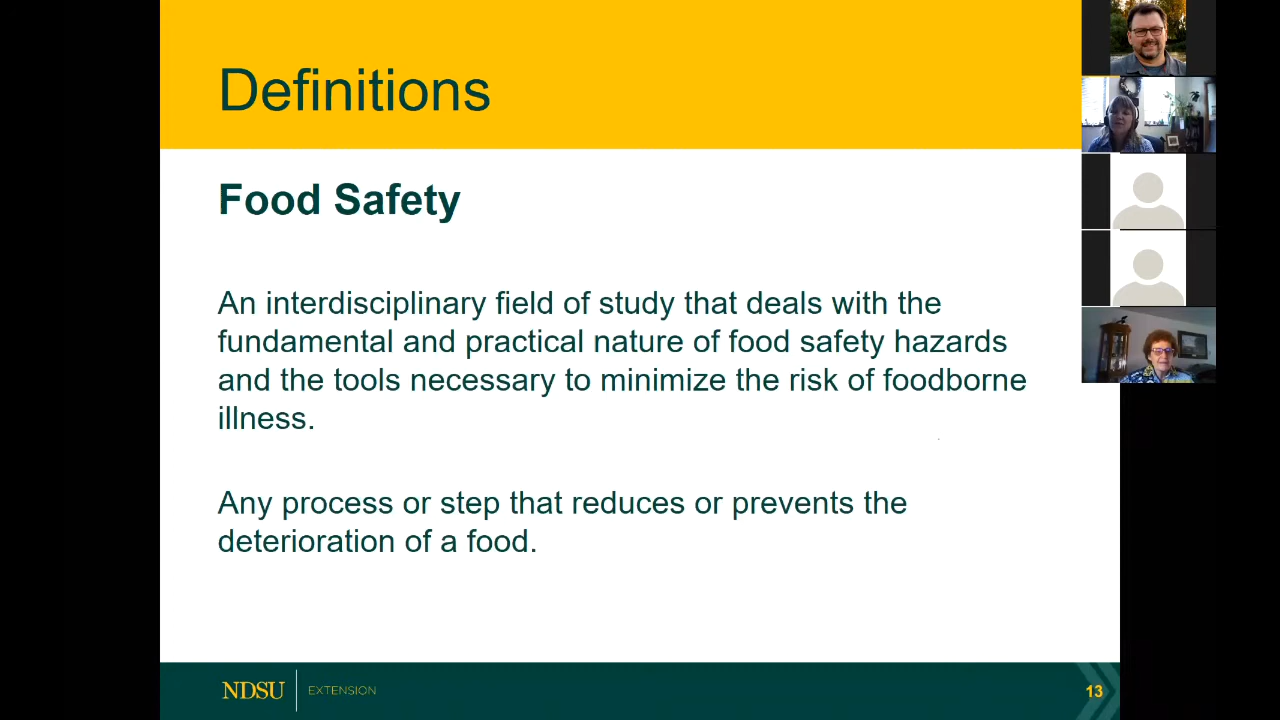 Definitions
Food Safety
An interdisciplinary field of study that deals with the
fundamental and practical nature of food safety hazards
and the tools necessary to minimize the risk of foodborne
illness.
Any process or step that reduces or prevents the
deterioration of a food.
NDSU EXTENSION
13